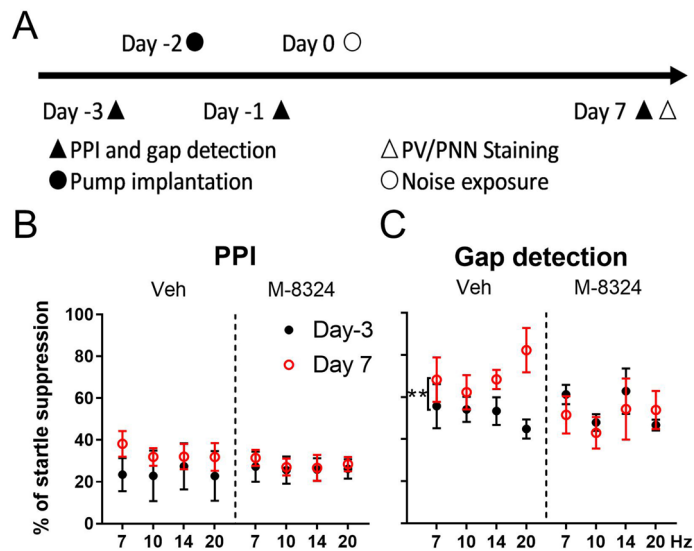 A
Day -2 Day 0
Day -3 Day -1 Day 7
PPI and gap detection PV/PNN Staining
Pump implantation Noise exposure
B C
PPI Gap detection
Veh M-8324 Veh M-8324
% of startle suppression
100
80
60
40
20
0
Day-3
Day 7
**
7 10 14 20 7 10 14 20 7 10 14 20 7 10 14 20 Hz